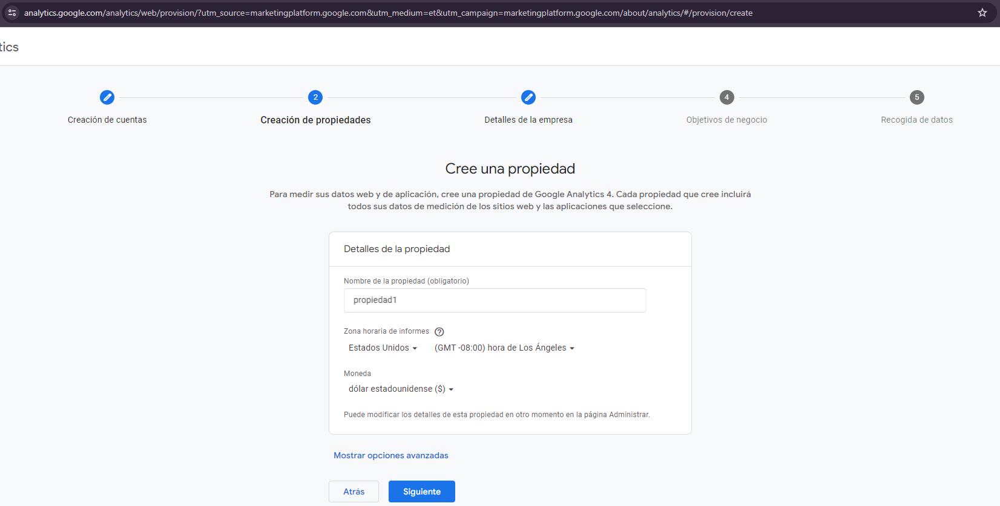 analytics.google.com/analytics/web/provision/?utm_source=marketingplatform.google.com&utm_medium=et&utm_campaign=marketingplatform.google.com/about/analytics/#/provision/create
tics
2
4
5
Creación de cuentas
Creación de propiedades
Detalles de la empresa
Objetivos de negocio
Recogida de datos
Cree una propiedad
Para medir sus datos web y de aplicación, cree una propiedad de Google Analytics 4. Cada propiedad que cree incluirá
todos sus datos de medición de los sitios web y las aplicaciones que seleccione.
Detalles de la propiedad
Nombre de la propiedad (obligatorio)
propiedad1
Zona horaria de informes ?
Estados Unidos (GMT -08:00) hora de Los Ángeles
Moneda
dólar estadounidense ($)
Puede modificar los detalles de esta propiedad en otro momento en la página Administrar.
Mostrar opciones avanzadas
Atrás Siguiente